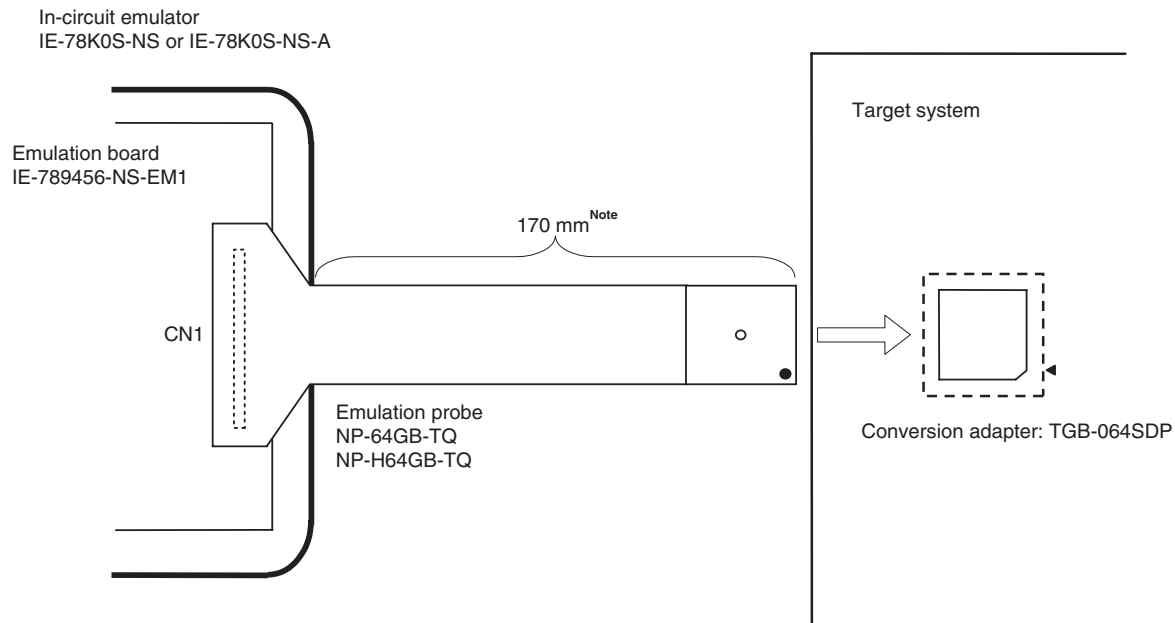 In-circuit emulator
IE-78K0S-NS or IE-78K0S-NS-A
Target system
Emulation board
IE-789456-NS-EM1
170 mm Note
CN1
Emulation probe
NP-64GB-TQ
NP-H64GB-TQ
Conversion adapter: TGB-064SDP